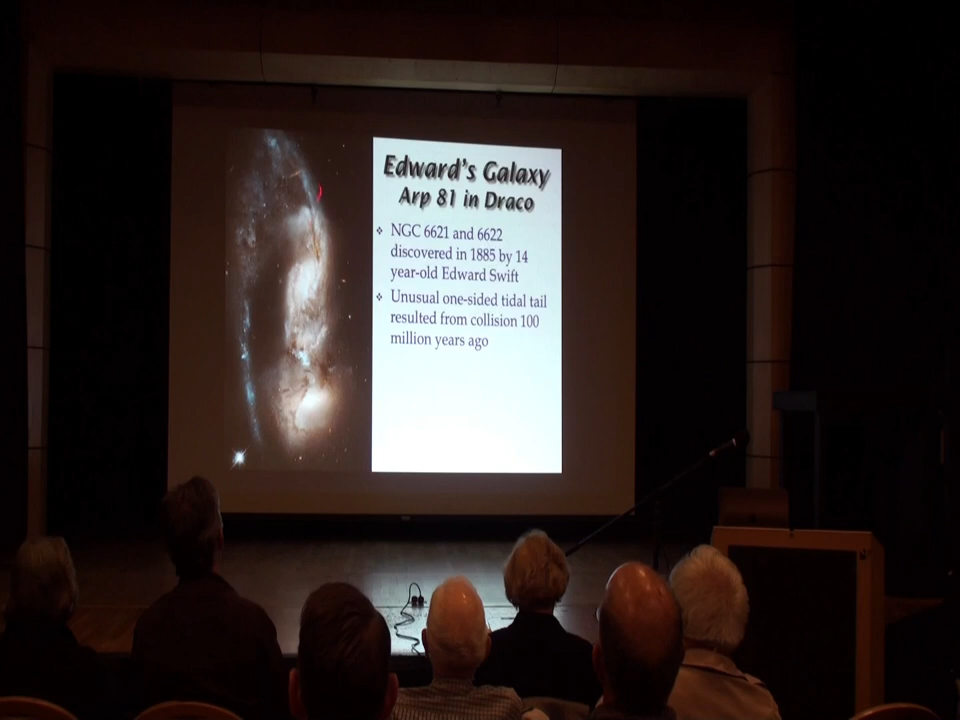 Edward's Galaxy
Arp 81 in Draco
❖ NGC 6621 and 6622
discovered in 1885 by 14
year-old Edward Swift
❖ Unusual one-sided tidal tail
resulted from collision 100
million years ago